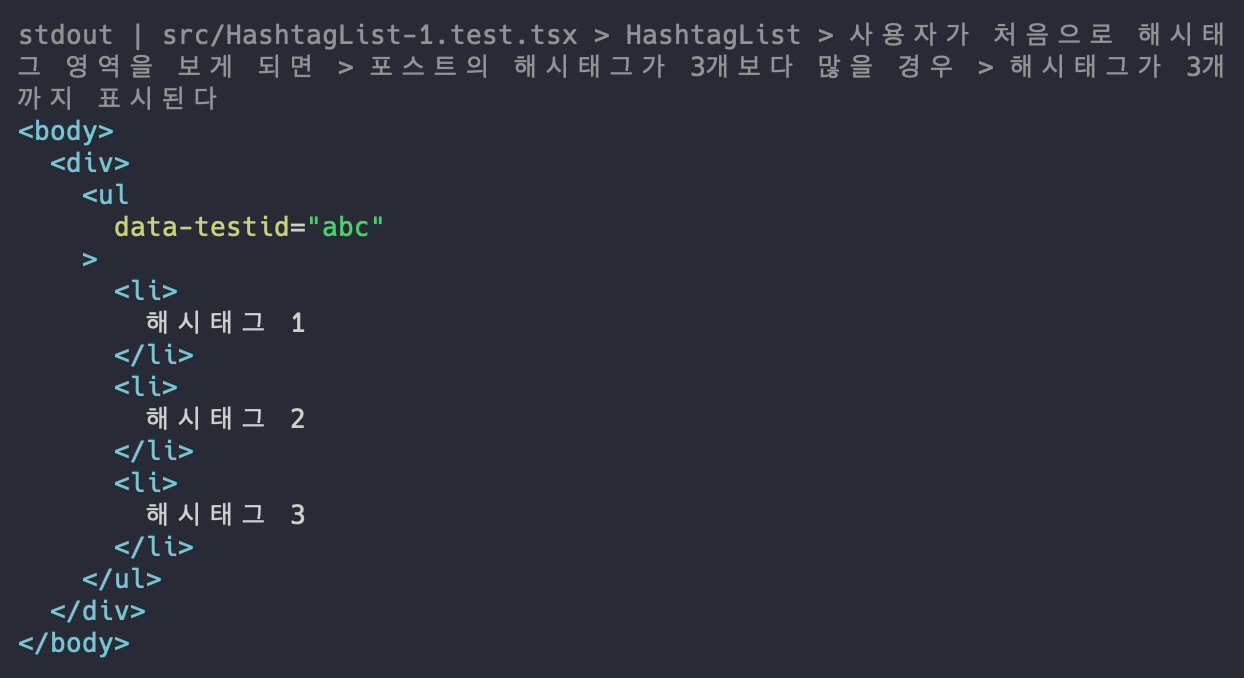 stdout | src/HashtagList-1.test.tsx > HashtagList > 사용자가 처음으로 해시태
그 영역을 보게 되면 > 포스트의 해시태그가 3개보다 많을 경우 > 해시태그가 3개
까지 표시된다
<body>
  <div>
    <ul
      data-testid="abc"
    >
      <li>
        해시태그 1
      </li>
      <li>
        해시태그 2
      </li>
      <li>
        해시태그 3
      </li>
    </ul>
  </div>
</body>